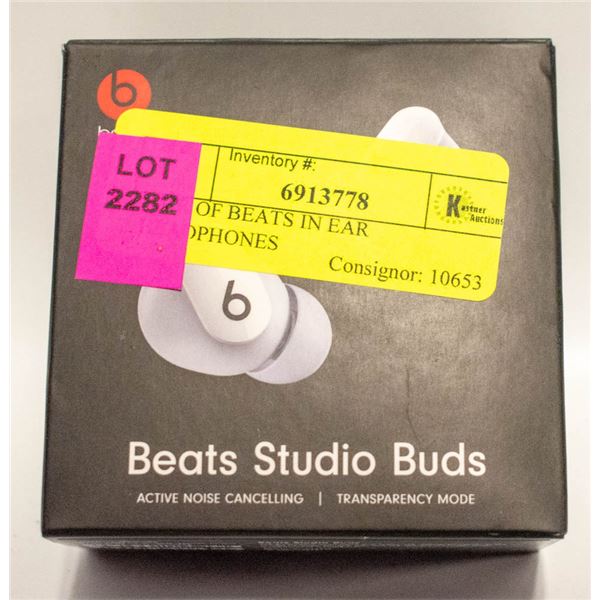 b
LOT
2282
Inventory #:
6913778
Kastner
Auctions
OF BEATS IN EAR
Consignor: 10653
b
Beats Studio Buds
ACTIVE NOISE CANCELLING | TRANSPARENCY MODE